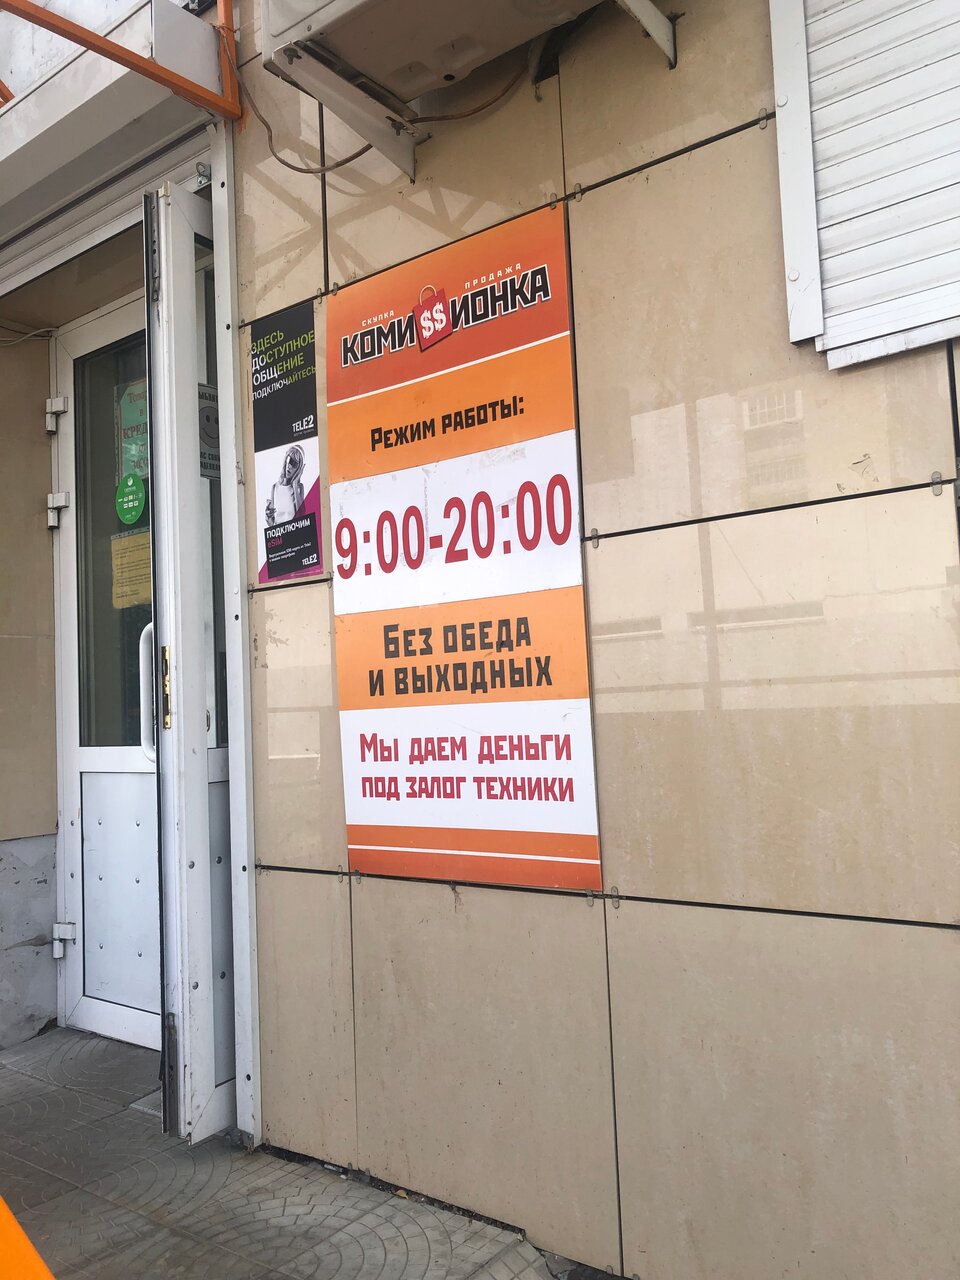 СКУПКА ПРОДАЖА
КОМИ$$ИОНКА
РЕЖИМ РАБОТЫ:
9:00-20:00
БЕЗ ОБЕДА
И ВЫХОДНЫХ
МЫ ДАЕМ ДЕНЬГИ
ПОД ЗАЛОГ ТЕХНИКИ
ЗДЕСЬ
ДОСТУПНОЕ
ОБЩЕНИЕ
ПОДКЛЮЧАЙТЕСЬ
TELE2
ПОДКЛЮЧИМ
eSIM
TELE2